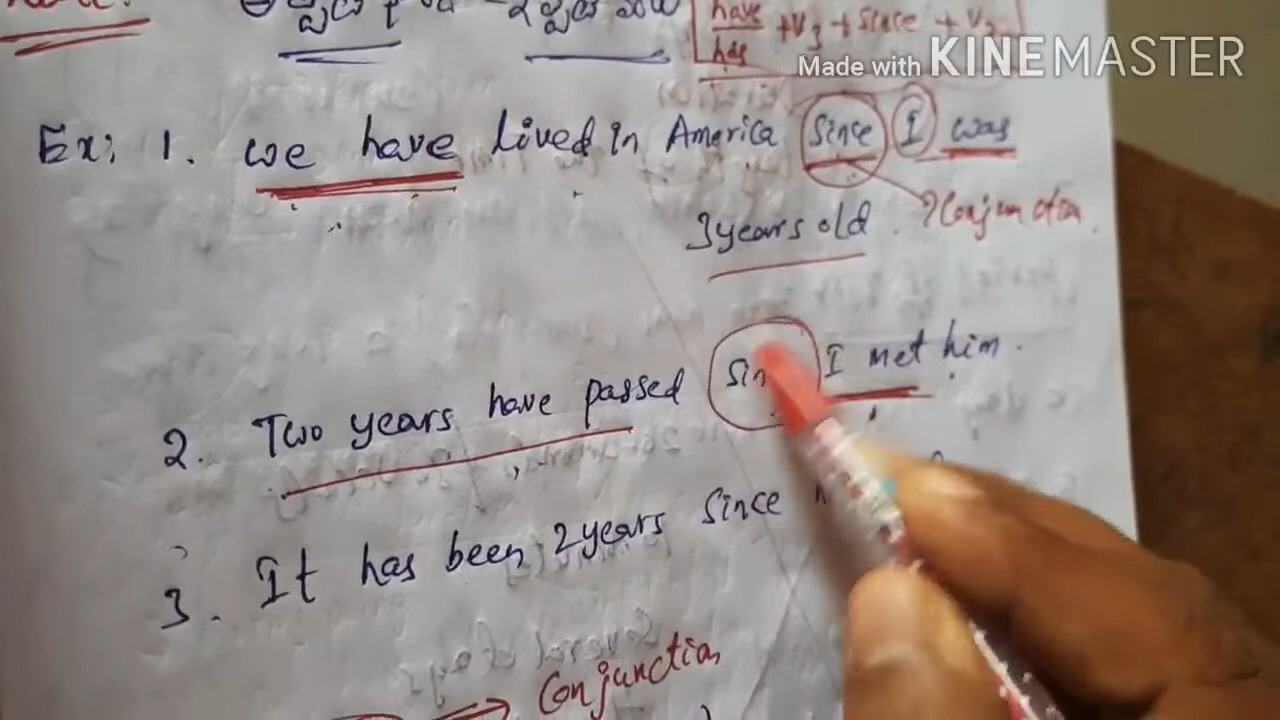 have
has
+ V3 + since + V2
Made with KINEMASTER
Ex: 1. We have lived in America since I was
3 years old. Conjunction.
2. Two years have passed since I met him.
3. It has been 2 years since
Conjunction